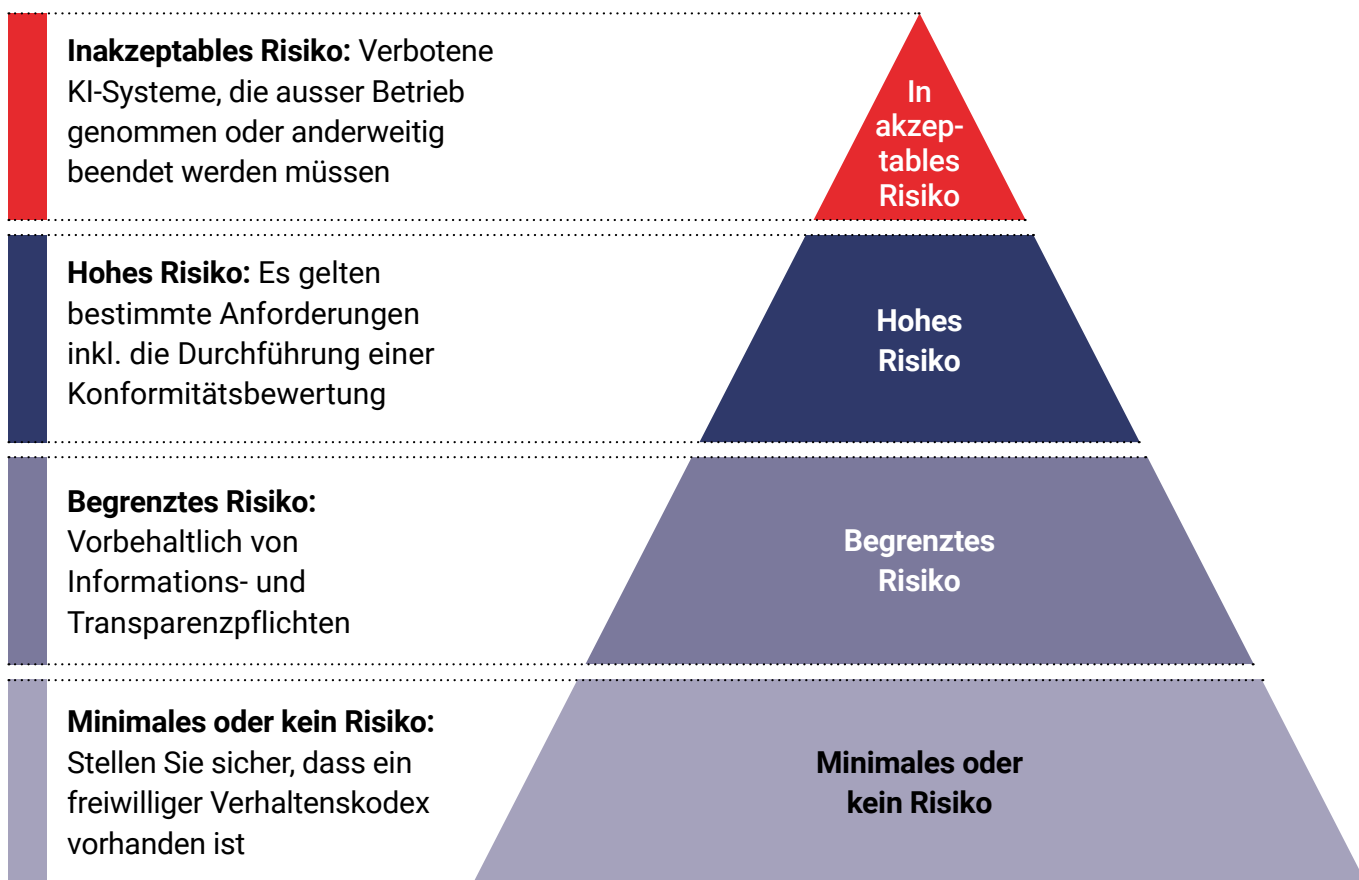 Inakzeptables Risiko: Verbotene
KI-Systeme, die ausser Betrieb
genommen oder anderweitig
beendet werden müssen
In
akzep-
tables
Risiko
Hohes Risiko: Es gelten
bestimmte Anforderungen
inkl. die Durchführung einer
Konformitätsbewertung
Hohes
Risiko
Begrenztes Risiko:
Vorbehaltlich von
Informations- und
Transparenzpflichten
Begrenztes
Risiko
Minimales oder kein Risiko:
Stellen Sie sicher, dass ein
freiwilliger Verhaltenskodex
vorhanden ist
Minimales oder
kein Risiko